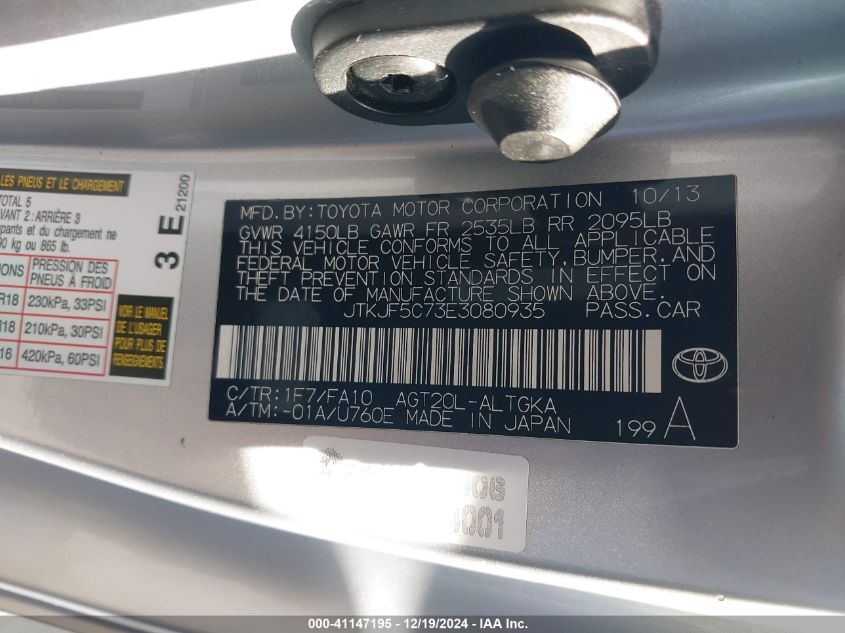 LES PNEUS ET LE CHARGEMENT
TOTAL 5
AVANT 2: ARRIÈRE 3
pants et du chargement ne
90 kg ou 865 lb.
3 E 21200
IONS PRESSION DES PNEUS À FROID
R18 230kPa, 33PSI
R18 210kPa, 30PSI
16 420kPa, 60PSI
VOIR LE MANUEL
DE L'USAGER
POUR PLUS DE
RENSEIGNEMENTS
MFD. BY: TOYOTA MOTOR CORPORATION 10/13
GVWR 4150LB GAWR FR 2535LB RR 2095LB
THIS VEHICLE CONFORMS TO ALL APPLICABLE
FEDERAL MOTOR VEHICLE SAFETY, BUMPER, AND
THEFT PREVENTION STANDARDS IN EFFECT ON
THE DATE OF MANUFACTURE SHOWN ABOVE.
JTKJF5C73E3080935 PASS.CAR
C/TR: 1F7/FA10 AGT20L-ALTGKA
A/TM: -01A/U760E MADE IN JAPAN
199 A
001
000-41147195 - 12/19/2024 - IAA Inc.